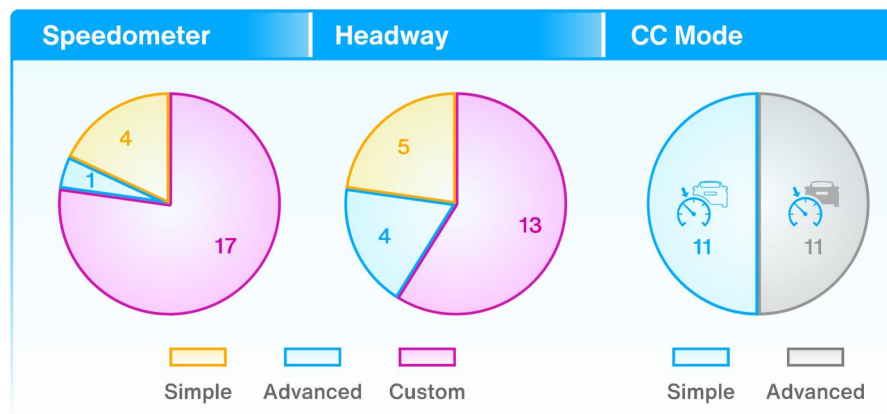 Speedometer
Headway
CC Mode
4
1
17
5
4
13
11
11
Simple
Advanced
Custom
Simple
Advanced